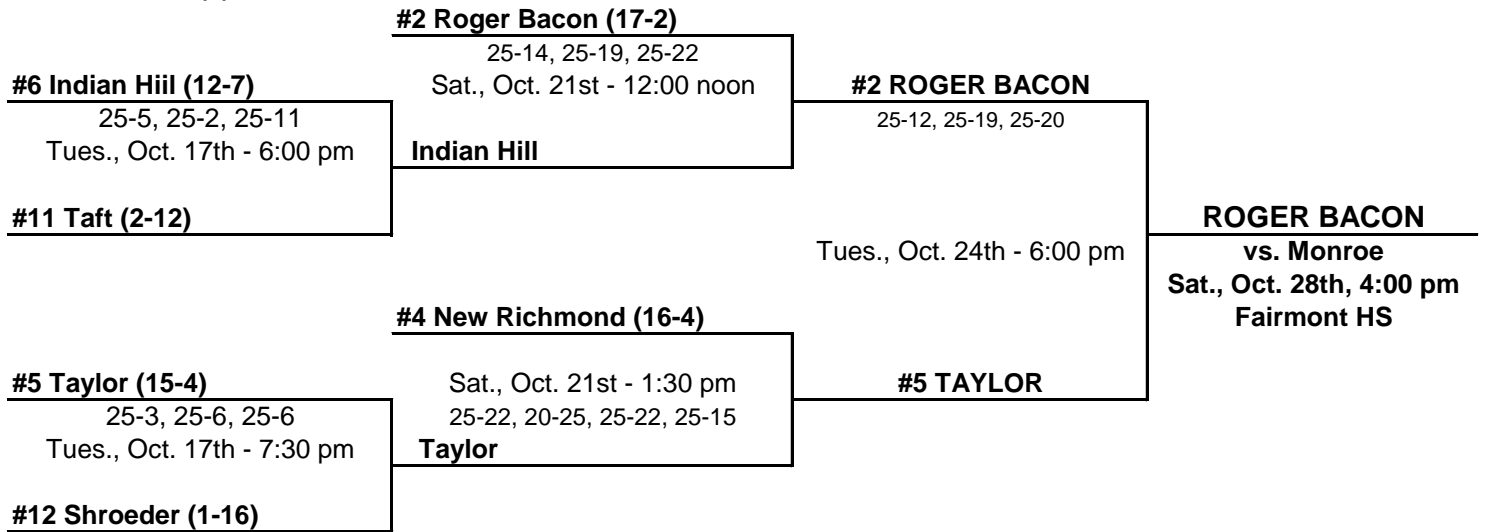 #2 Roger Bacon (17-2)
25-14, 25-19, 25-22
#6 Indian Hiil (12-7)
Sat., Oct. 21st - 12:00 noon
#2 ROGER BACON
25-5, 25-2, 25-11
25-12, 25-19, 25-20
Tues., Oct. 17th - 6:00 pm
Indian Hill
#11 Taft (2-12)
ROGER BACON
Tues., Oct. 24th - 6:00 pm
vs. Monroe
Sat., Oct. 28th, 4:00 pm
#4 New Richmond (16-4)
Fairmont HS
#5 Taylor (15-4)
Sat., Oct. 21st - 1:30 pm
#5 TAYLOR
25-3, 25-6, 25-6
25-22, 20-25, 25-22, 25-15
Tues., Oct. 17th - 7:30 pm
Taylor
#12 Shroeder (1-16)